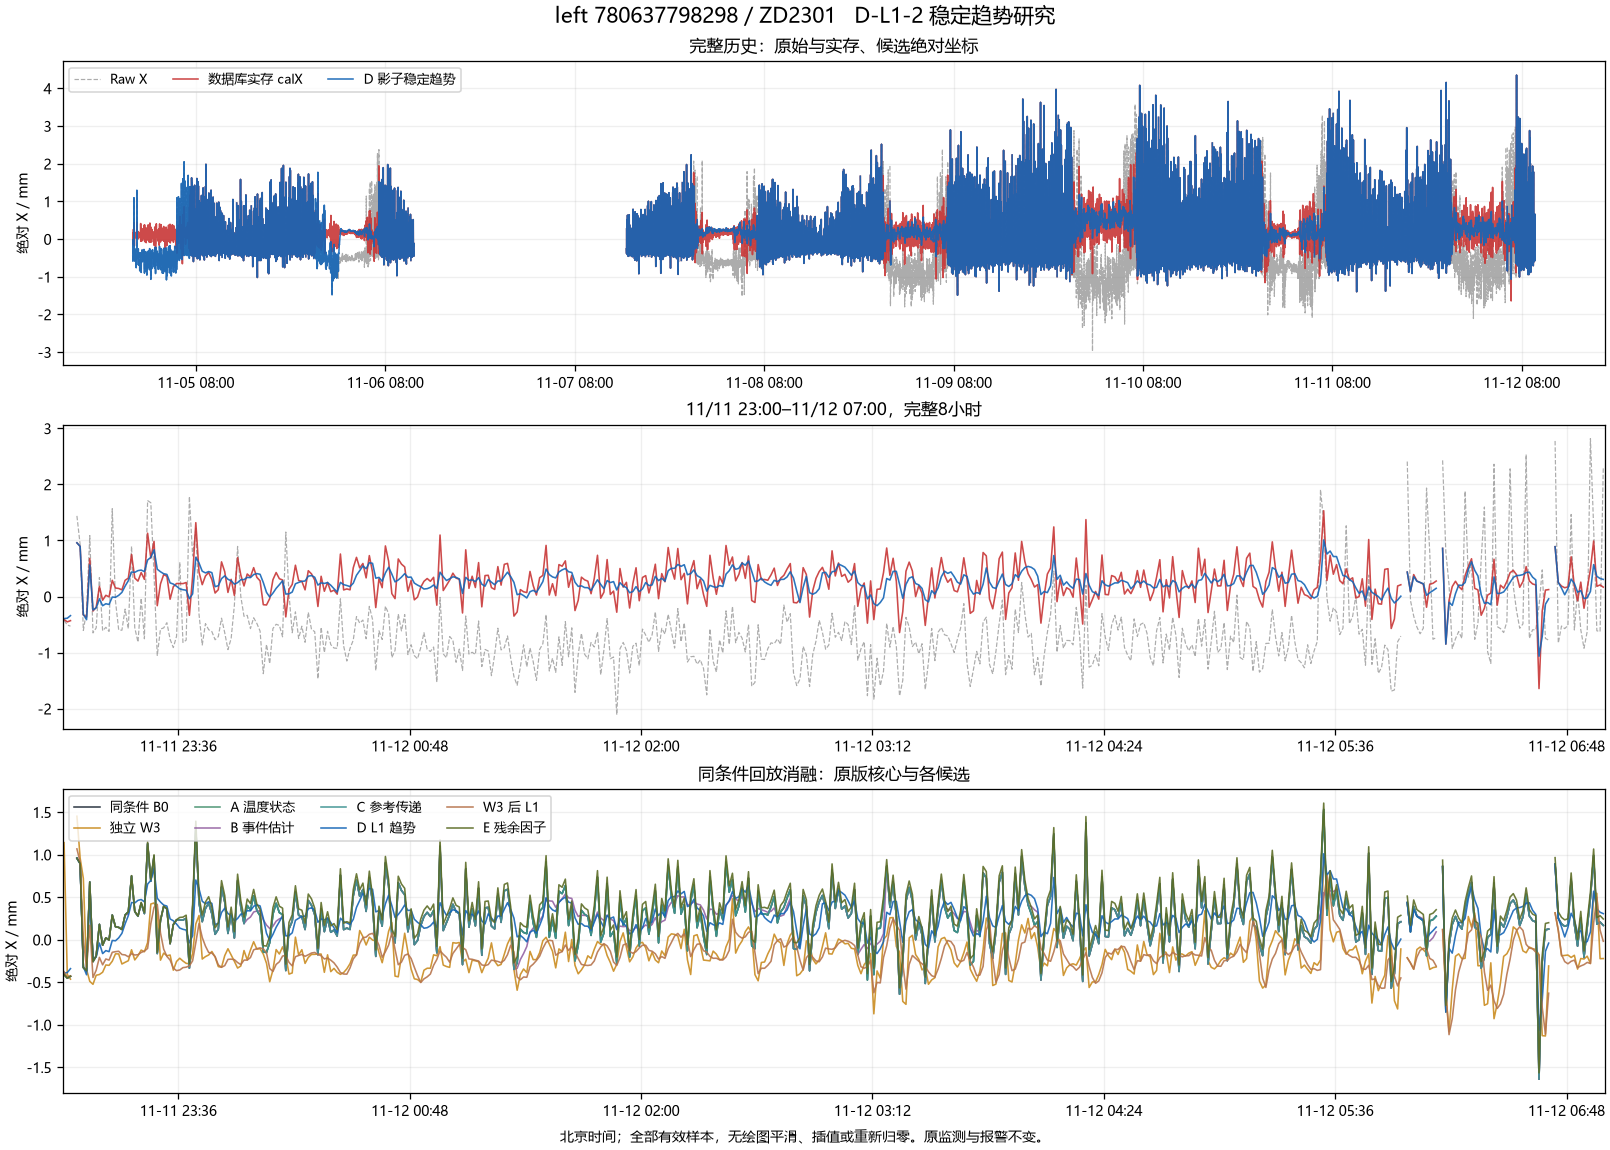 left 780637798298 / ZD2301   D-L1-2 稳定趋势研究
完整历史：原始与实存、候选绝对坐标
Raw X
数据库实存 calX
D 影子稳定趋势
绝对 X / mm
4
3
2
1
0
-1
-2
-3
11-05 08:00
11-06 08:00
11-07 08:00
11-08 08:00
11-09 08:00
11-10 08:00
11-11 08:00
11-12 08:00
11/11 23:00–11/12 07:00，完整8小时
绝对 X / mm
3
2
1
0
-1
-2
11-11 23:36
11-12 00:48
11-12 02:00
11-12 03:12
11-12 04:24
11-12 05:36
11-12 06:48
同条件回放消融：原版核心与各候选
同条件 B0
A 温度状态
C 参考传递
W3 后 L1
独立 W3
B 事件估计
D L1 趋势
E 残余因子
绝对 X / mm
1.5
1.0
0.5
0.0
-0.5
-1.0
-1.5
11-11 23:36
11-12 00:48
11-12 02:00
11-12 03:12
11-12 04:24
11-12 05:36
11-12 06:48
北京时间；全部有效样本，无绘图平滑、插值或重新归零。原监测与报警不变。